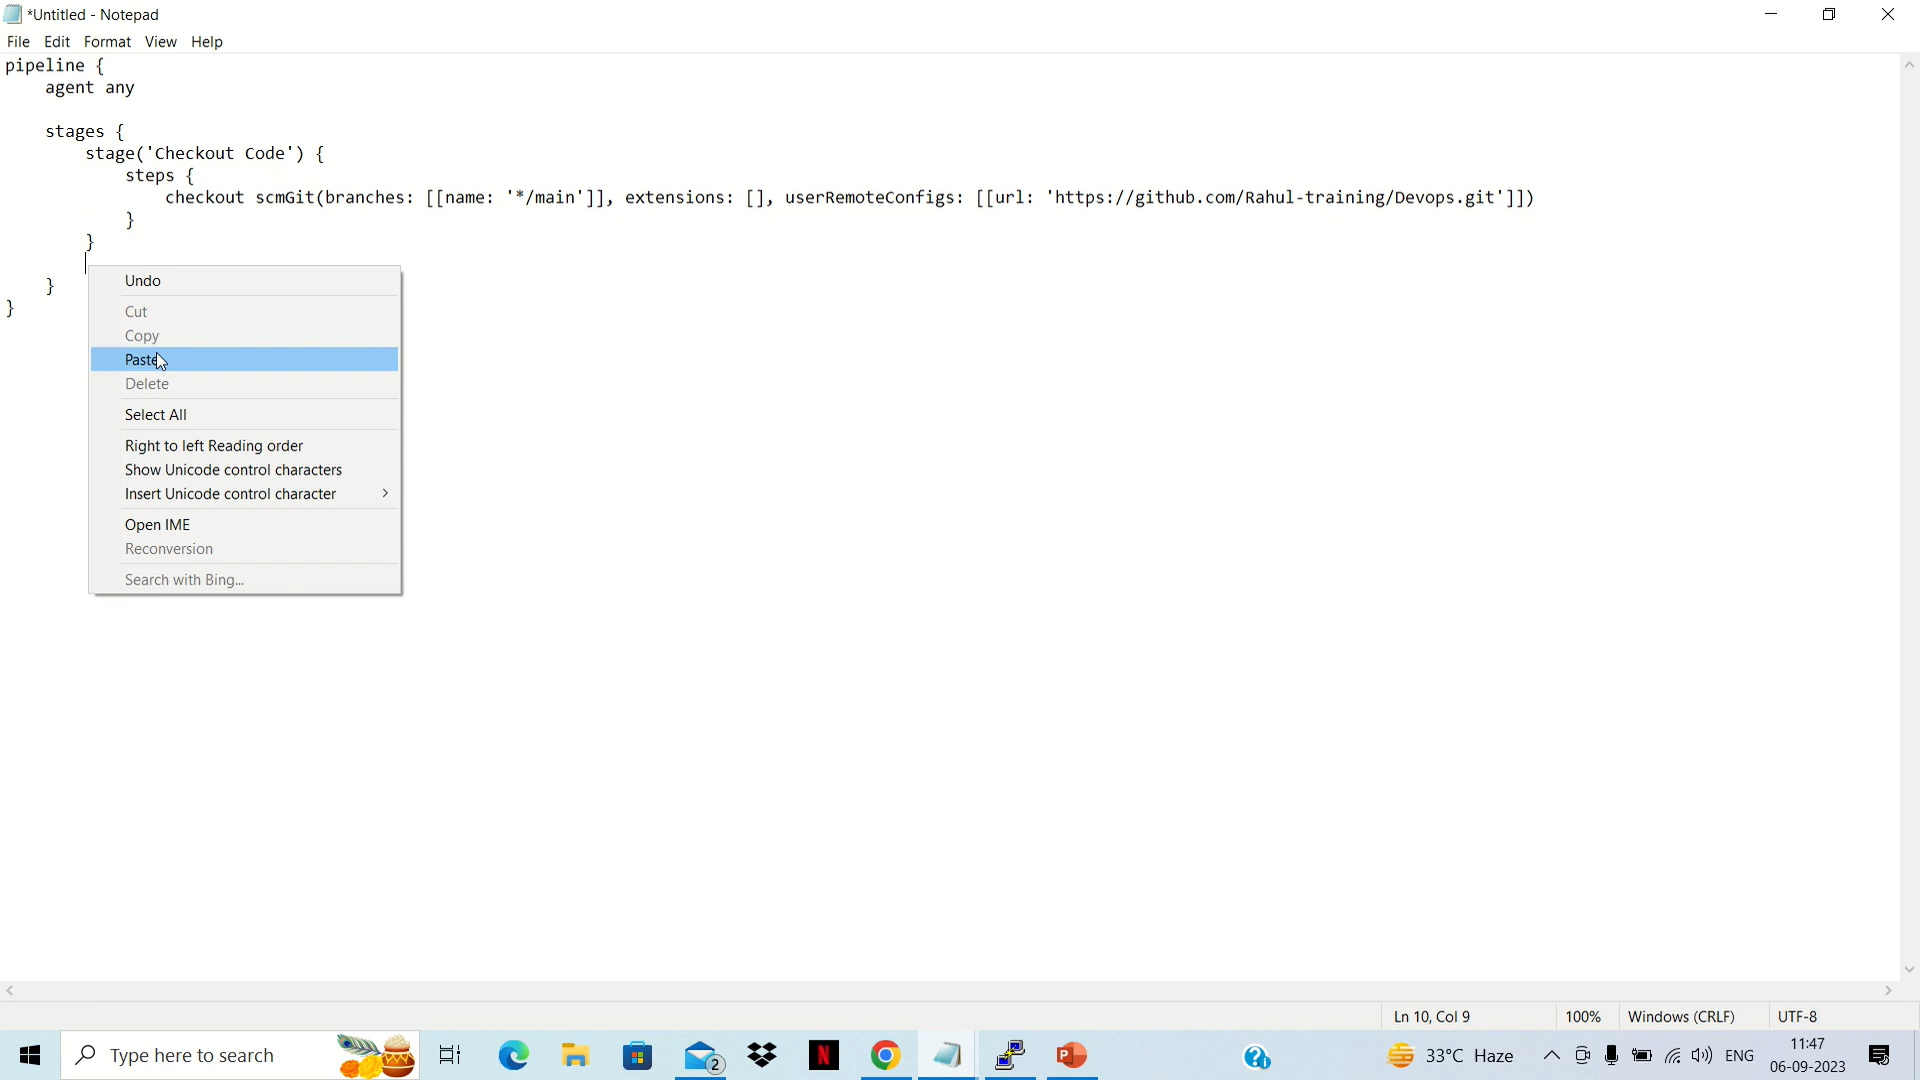 *Untitled - Notepad
File Edit Format View Help
pipeline {
    agent any

    stages {
        stage('Checkout Code') {
            steps {
                checkout scmGit(branches: [[name: '*/main']], extensions: [], userRemoteConfigs: [[url: 'https://github.com/Rahul-training/Devops.git']])
            }
        }
    }
}
Undo
Cut
Copy
Paste
Delete
Select All
Right to left Reading order
Show Unicode control characters
Insert Unicode control character
Open IME
Reconversion
Search with Bing...
Ln 10, Col 9 100% Windows (CRLF) UTF-8
Type here to search 2 N P 33°C Haze ENG 11:47
06-09-2023